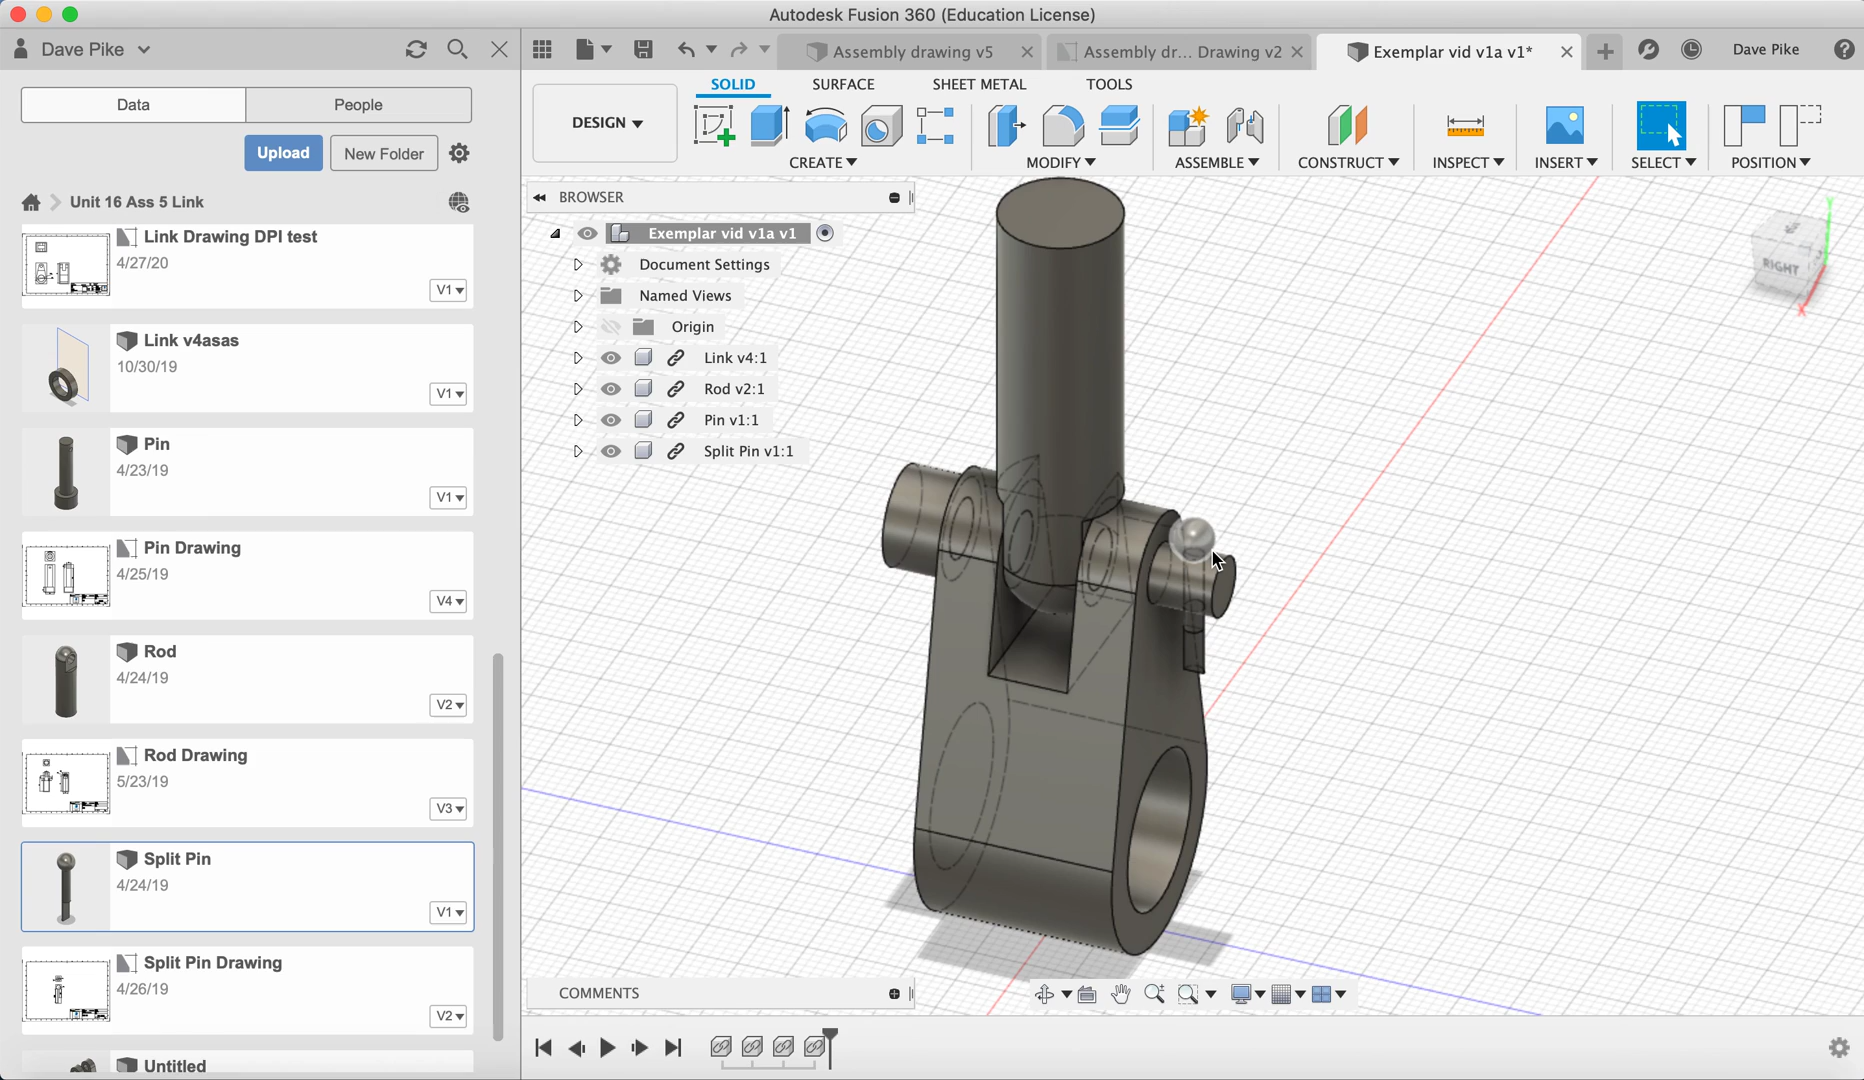 Autodesk Fusion 360 (Education License)
Dave Pike
Assembly drawing v5
Assembly dr... Drawing v2
Exemplar vid v1a v1*
Dave Pike
Data
People
Upload
New Folder
Unit 16 Ass 5 Link
Link Drawing DPI test
4/27/20
V1
Link v4asas
10/30/19
V1
Pin
4/23/19
V1
Pin Drawing
4/25/19
V4
Rod
4/24/19
V2
Rod Drawing
5/23/19
V3
Split Pin
4/24/19
V1
Split Pin Drawing
4/26/19
V2
Untitled
DESIGN
SOLID
SURFACE
SHEET METAL
TOOLS
CREATE
MODIFY
ASSEMBLE
CONSTRUCT
INSPECT
INSERT
SELECT
POSITION
BROWSER
Exemplar vid v1a v1
Document Settings
Named Views
Origin
Link v4:1
Rod v2:1
Pin v1:1
Split Pin v1:1
Y
RIGHT
X
COMMENTS